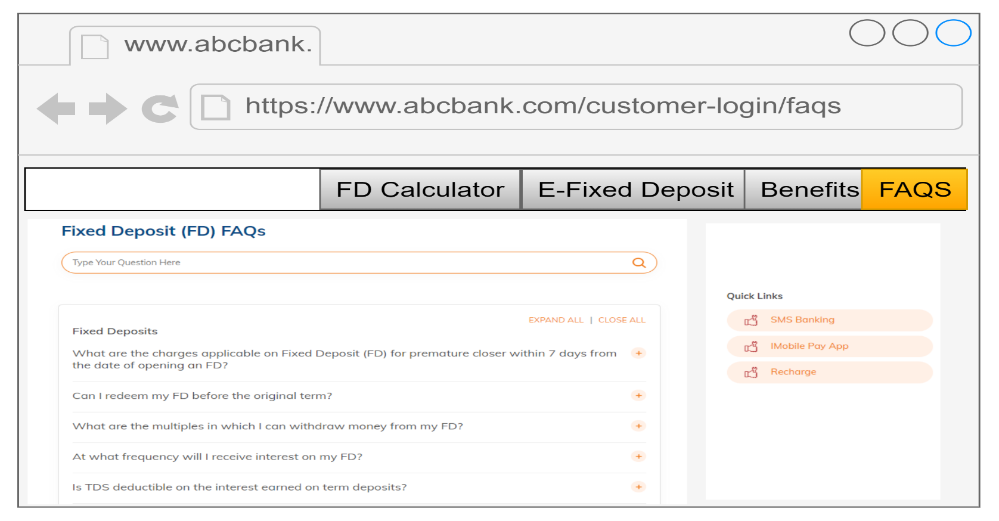 www.abcbank.
https://www.abcbank.com/customer-login/faqs
FD Calculator E-Fixed Deposit Benefits FAQS
Fixed Deposit (FD) FAQs
Type Your Question Here
EXPAND ALL | CLOSE ALL
Fixed Deposits
What are the charges applicable on Fixed Deposit (FD) for premature closer within 7 days from
the date of opening an FD?
Can I redeem my FD before the original term?
What are the multiples in which I can withdraw money from my FD?
At what frequency will I receive interest on my FD?
Is TDS deductible on the interest earned on term deposits?
Quick Links
SMS Banking
IMobile Pay App
Recharge